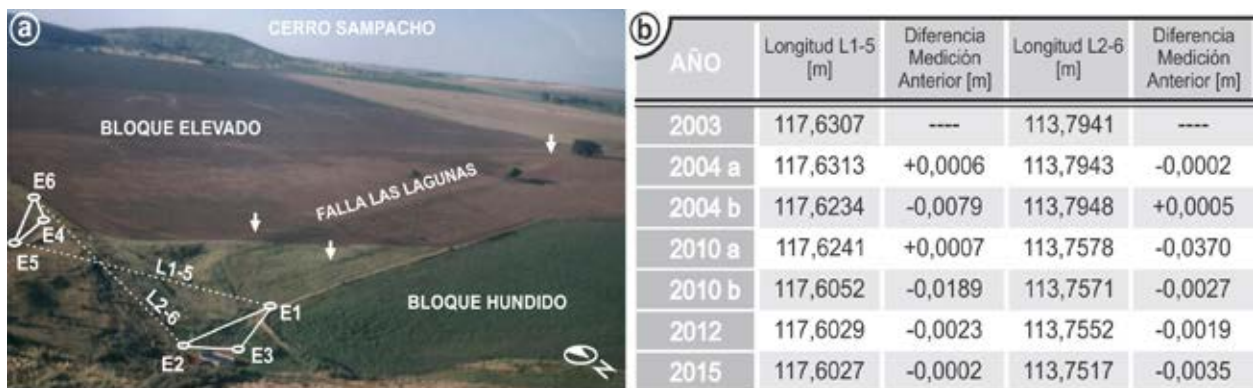 a
CERRO SAMPACHO
BLOQUE ELEVADO
FALLA LAS LAGUNAS
E6
E4
E5
L1-5
L2-6
E1
BLOQUE HUNDIDO
E2
E3
N
b
AÑO Longitud L1-5 [m] Diferencia Medición Anterior [m] Longitud L2-6 [m] Diferencia Medición Anterior [m]
2003 117,6307 ---- 113,7941 ----
2004 a 117,6313 +0,0006 113,7943 -0,0002
2004 b 117,6234 -0,0079 113,7948 +0,0005
2010 a 117,6241 +0,0007 113,7578 -0,0370
2010 b 117,6052 -0,0189 113,7571 -0,0027
2012 117,6029 -0,0023 113,7552 -0,0019
2015 117,6027 -0,0002 113,7517 -0,0035